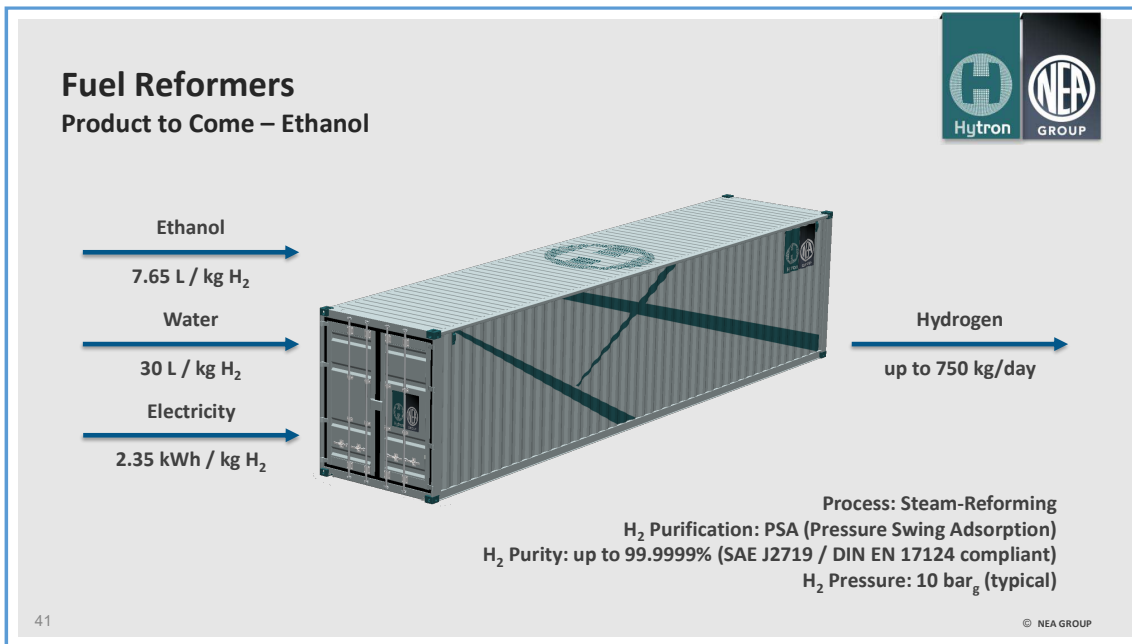 Fuel Reformers
Product to Come – Ethanol
Hytron
NEA
GROUP
Ethanol
7.65 L / kg H₂
Water
30 L / kg H₂
Electricity
2.35 kWh / kg H₂
Hydrogen
up to 750 kg/day
Process: Steam-Reforming
H₂ Purification: PSA (Pressure Swing Adsorption)
H₂ Purity: up to 99.9999% (SAE J2719 / DIN EN 17124 compliant)
H₂ Pressure: 10 bar_g (typical)
41
© NEA GROUP